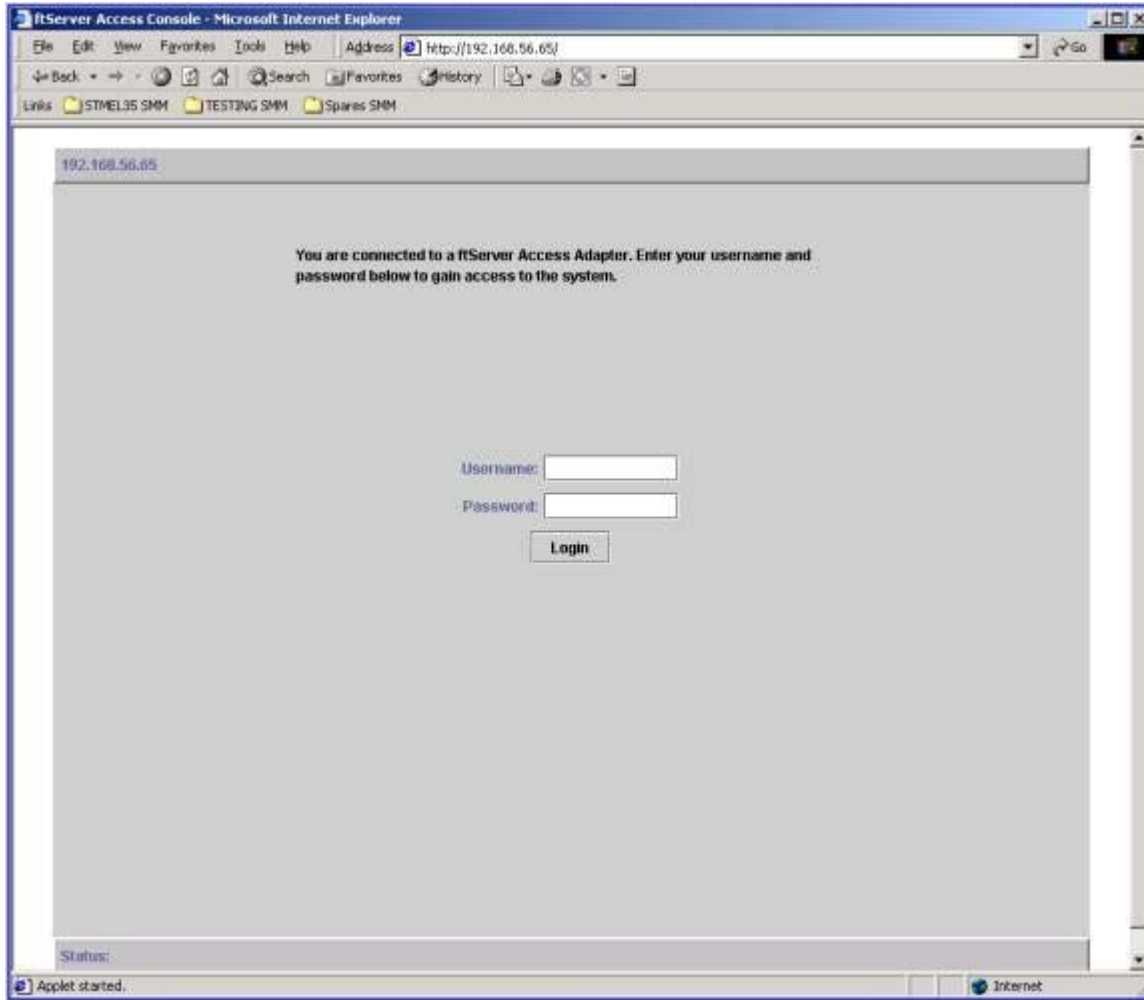 ftServer Access Console - Microsoft Internet Explorer
File Edit View Favorites Tools Help Address http://192.168.56.65/ Go
Back Search Favorites History
Links STMEL35 SMM TESTING SMM Spares SMM
192.168.56.65
You are connected to a ftServer Access Adapter. Enter your username and
password below to gain access to the system.
Username:
Password:
Login
Status:
Applet started. Internet